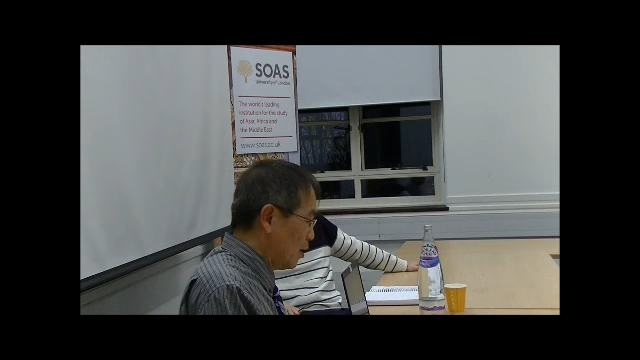 SOAS
University of London
The world's leading
institution for the study
of Asia, Africa and
the Middle East
www.soas.ac.uk